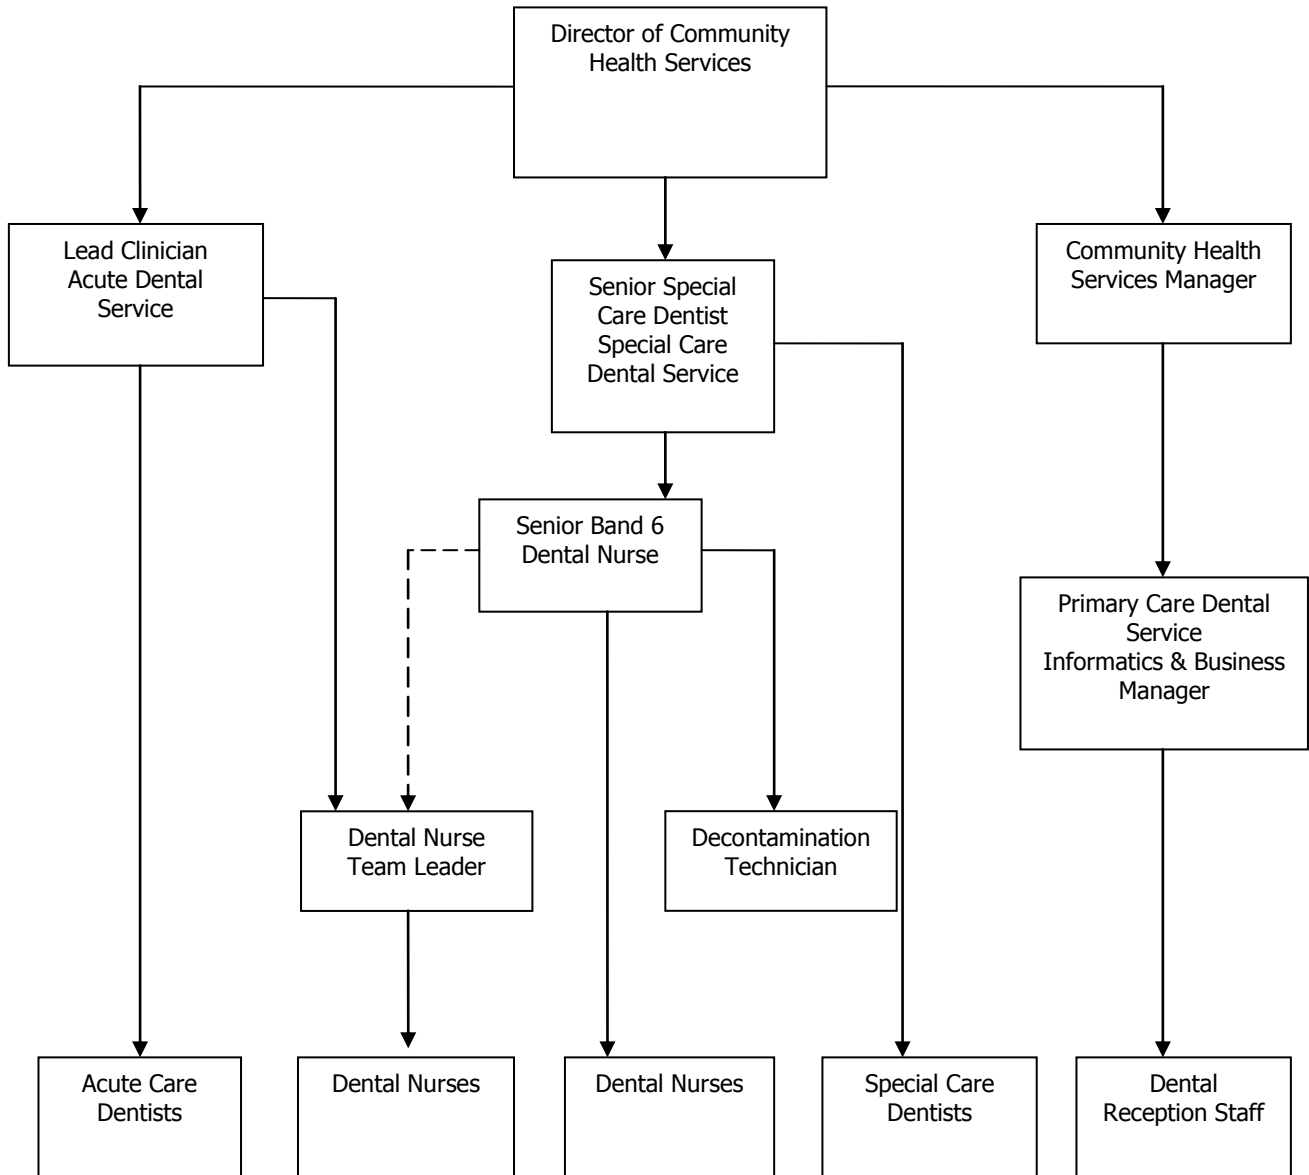 Director of Community
Health Services
Lead Clinician
Acute Dental
Service
Senior Special
Care Dentist
Special Care
Dental Service
Community Health
Services Manager
Senior Band 6
Dental Nurse
Primary Care Dental
Service
Informatics & Business
Manager
Dental Nurse
Team Leader
Decontamination
Technician
Acute Care
Dentists
Dental Nurses
Dental Nurses
Special Care
Dentists
Dental
Reception Staff